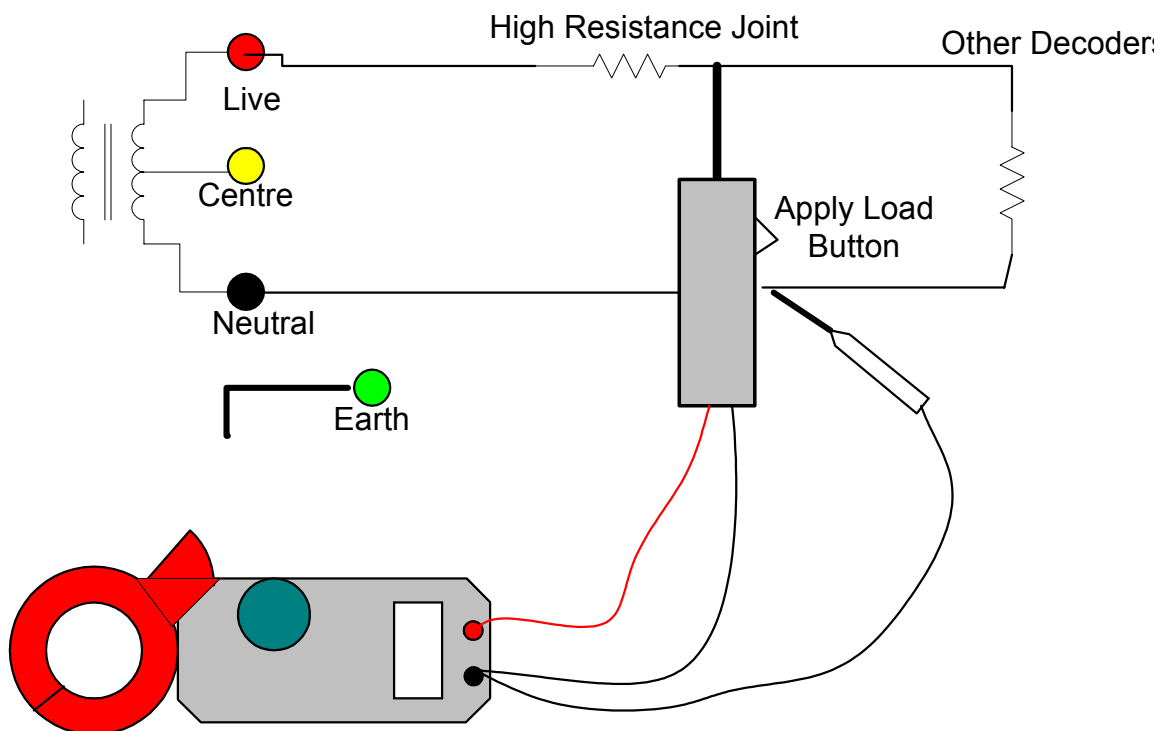 High Resistance Joint
Other Decoders
Live
Centre
Apply Load
Button
Neutral
Earth